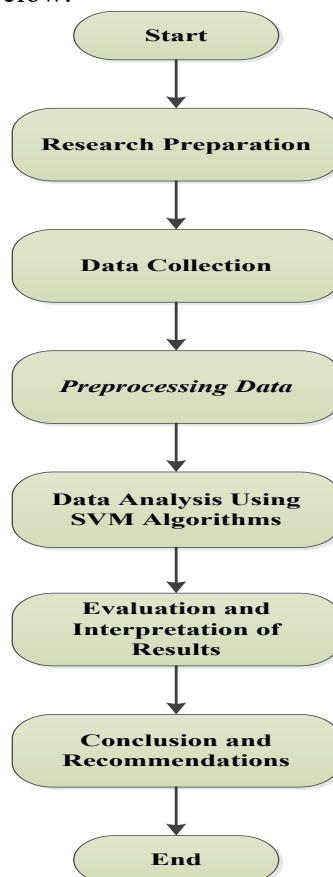 Start
Research Preparation
Data Collection
Preprocessing Data
Data Analysis Using
SVM Algorithms
Evaluation and
Interpretation of
Results
Conclusion and
Recommendations
End